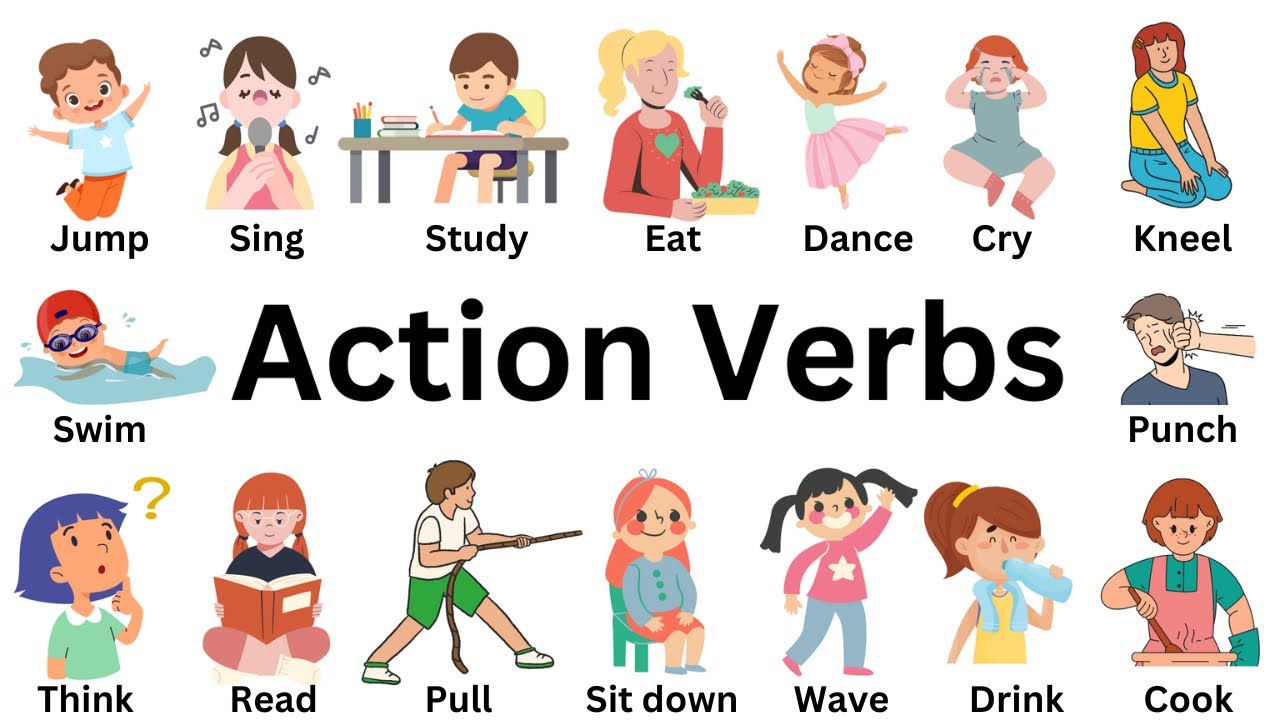 Jump
Sing
Study
Eat
Dance
Cry
Kneel
Swim
Action Verbs
Punch
Think
Read
Pull
Sit down
Wave
Drink
Cook